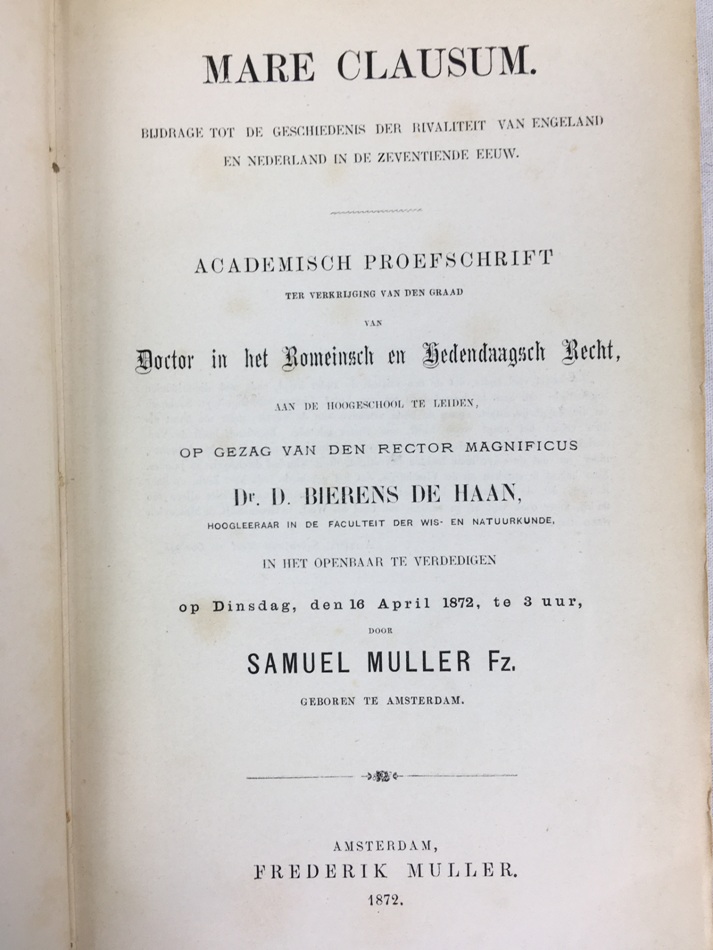 MARE CLAUSUM.
BIJDRAGE TOT DE GESCHIEDENIS DER RIVALITEIT VAN ENGELAND
EN NEDERLAND IN DE ZEVENTIENDE EEUW.
ACADEMISCH PROEFSCHRIFT
TER VERKRIJGING VAN DEN GRAAD
VAN
Doctor in het Romeinsch en Hedendaagsch Recht,
AAN DE HOOGESCHOOL TE LEIDEN,
OP GEZAG VAN DEN RECTOR MAGNIFICUS
Dr. D. BIERENS DE HAAN,
HOOGLEERAAR IN DE FACULTEIT DER WIS- EN NATUURKUNDE,
IN HET OPENBAAR TE VERDEDIGEN
op Dinsdag, den 16 April 1872, te 3 uur,
DOOR
SAMUEL MULLER Fz.
GEBOREN TE AMSTERDAM.
AMSTERDAM,
FREDERIK MULLER.
1872.